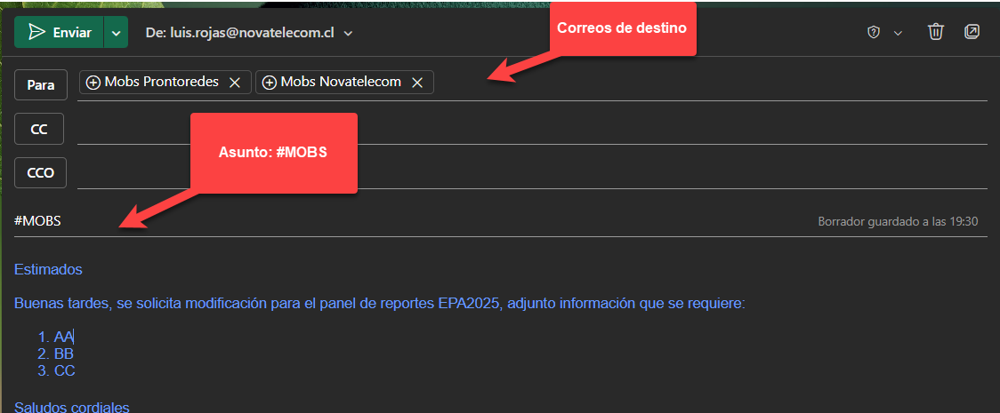 Enviar
De: luis.rojas@novatelecom.cl
Correos de destino
Para
Mobs Prontoredes
Mobs Novatelecom
CC
Asunto: #MOBS
CCO
#MOBS
Borrador guardado a las 19:30
Estimados
Buenas tardes, se solicita modificación para el panel de reportes EPA2025, adjunto información que se requiere:
1. AA
2. BB
3. CC
Saludos cordiales